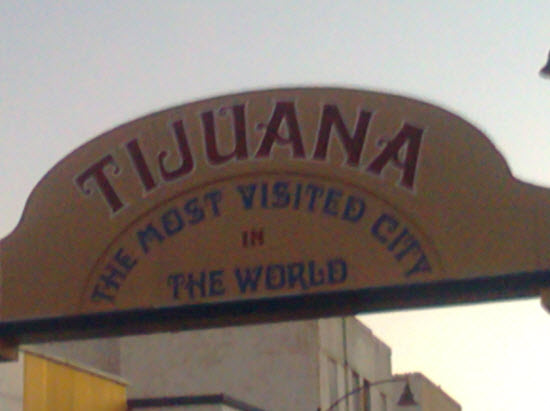 TIJUANA
THE MOST VISITED CITY
IN
THE WORLD